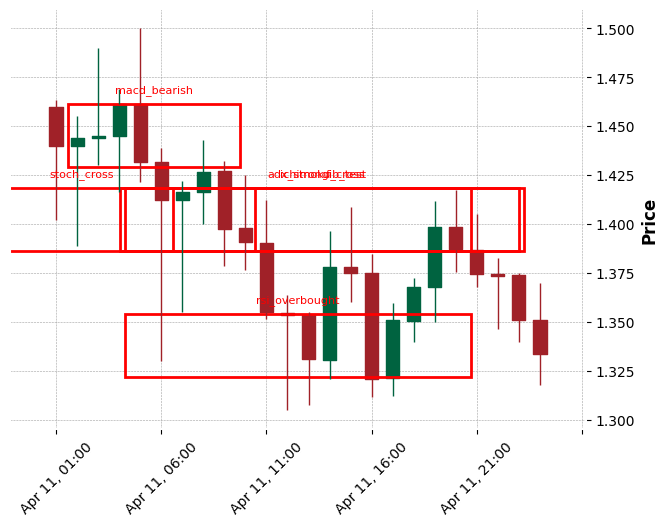 1.500
1.475
macd_bearish
1.450
1.425
stoch_cross
1.400
Price
1.375
1.350
1.325
1.300
Apr 11, 01:00
Apr 11, 06:00
Apr 11, 11:00
Apr 11, 16:00
Apr 11, 21:00